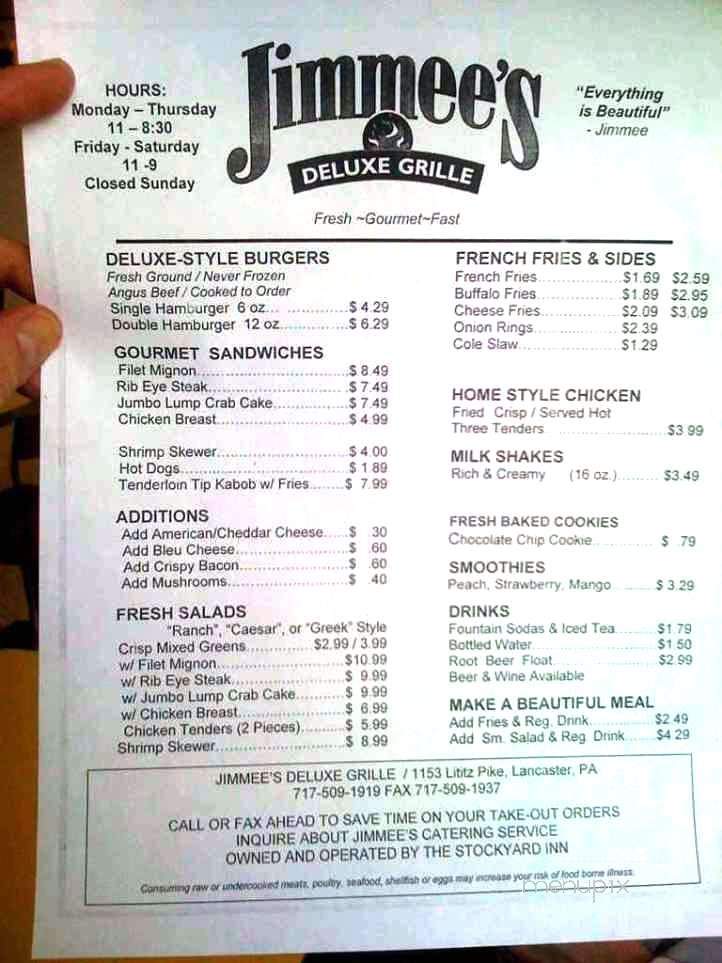 HOURS:
Monday – Thursday
11 – 8:30
Friday - Saturday
11 -9
Closed Sunday
Jimmee's
DELUXE GRILLE
"Everything
is Beautiful"
- Jimmee
Fresh ~Gourmet~Fast
DELUXE-STYLE BURGERS
Fresh Ground / Never Frozen
Angus Beef / Cooked to Order
Single Hamburger 6 oz................$ 4.29
Double Hamburger 12 oz...............$ 6.29
GOURMET SANDWICHES
Filet Mignon..........................$ 8.49
Rib Eye Steak.........................$ 7.49
Jumbo Lump Crab Cake.............$ 7.49
Chicken Breast.......................$ 4.99
Shrimp Skewer.......................$ 4.00
Hot Dogs..............................$ 1 89
Tenderloin Tip Kabob w/ Fries.......$ 7.99
ADDITIONS
Add American/Cheddar Cheese.....$ 30
Add Bleu Cheese.....................$ .60
Add Crispy Bacon....................$ .60
Add Mushrooms......................$ .40
FRESH SALADS
"Ranch", "Caesar", or "Greek" Style
Crisp Mixed Greens..............$2.99 / 3.99
w/ Filet Mignon.....................$10.99
w/ Rib Eye Steak....................$ 9.99
w/ Jumbo Lump Crab Cake........$ 9.99
w/ Chicken Breast...................$ 6.99
Chicken Tenders (2 Pieces)........$ 5.99
Shrimp Skewer.......................$ 8.99
FRENCH FRIES & SIDES
French Fries..................$1.69 $2.59
Buffalo Fries..................$1.89 $2.95
Cheese Fries.................$2.09 $3.09
Onion Rings..................$2.39
Cole Slaw.....................$1.29
HOME STYLE CHICKEN
Fried Crisp / Served Hot
Three Tenders ..........................$3 99
MILK SHAKES
Rich & Creamy (16 oz.)........$3.49
FRESH BAKED COOKIES
Chocolate Chip Cookie.............$ .79
SMOOTHIES
Peach, Strawberry, Mango ........$ 3.29
DRINKS
Fountain Sodas & Iced Tea.........$1.79
Bottled Water..........................$1 50
Root Beer Float.......................$2.99
Beer & Wine Available
MAKE A BEAUTIFUL MEAL
Add Fries & Reg. Drink..............$2 49
Add Sm. Salad & Reg Drink.......$4 29
JIMMEE'S DELUXE GRILLE / 1153 Lititz Pike, Lancaster, PA
717-509-1919 FAX 717-509-1937
CALL OR FAX AHEAD TO SAVE TIME ON YOUR TAKE-OUT ORDERS
INQUIRE ABOUT JIMMEE'S CATERING SERVICE
OWNED AND OPERATED BY THE STOCKYARD INN
Consuming raw or undercooked meats, poultry, seafood, shellfish or eggs may increase your risk of food borne illness.
menupix